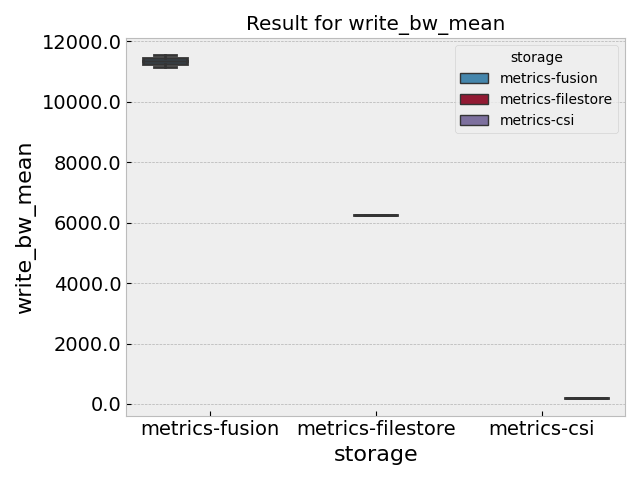 Result for write_bw_mean
12000.0
10000.0
8000.0
6000.0
4000.0
2000.0
0.0
write_bw_mean
storage
metrics-fusion
metrics-filestore
metrics-csi
metrics-fusion metrics-filestore metrics-csi
storage